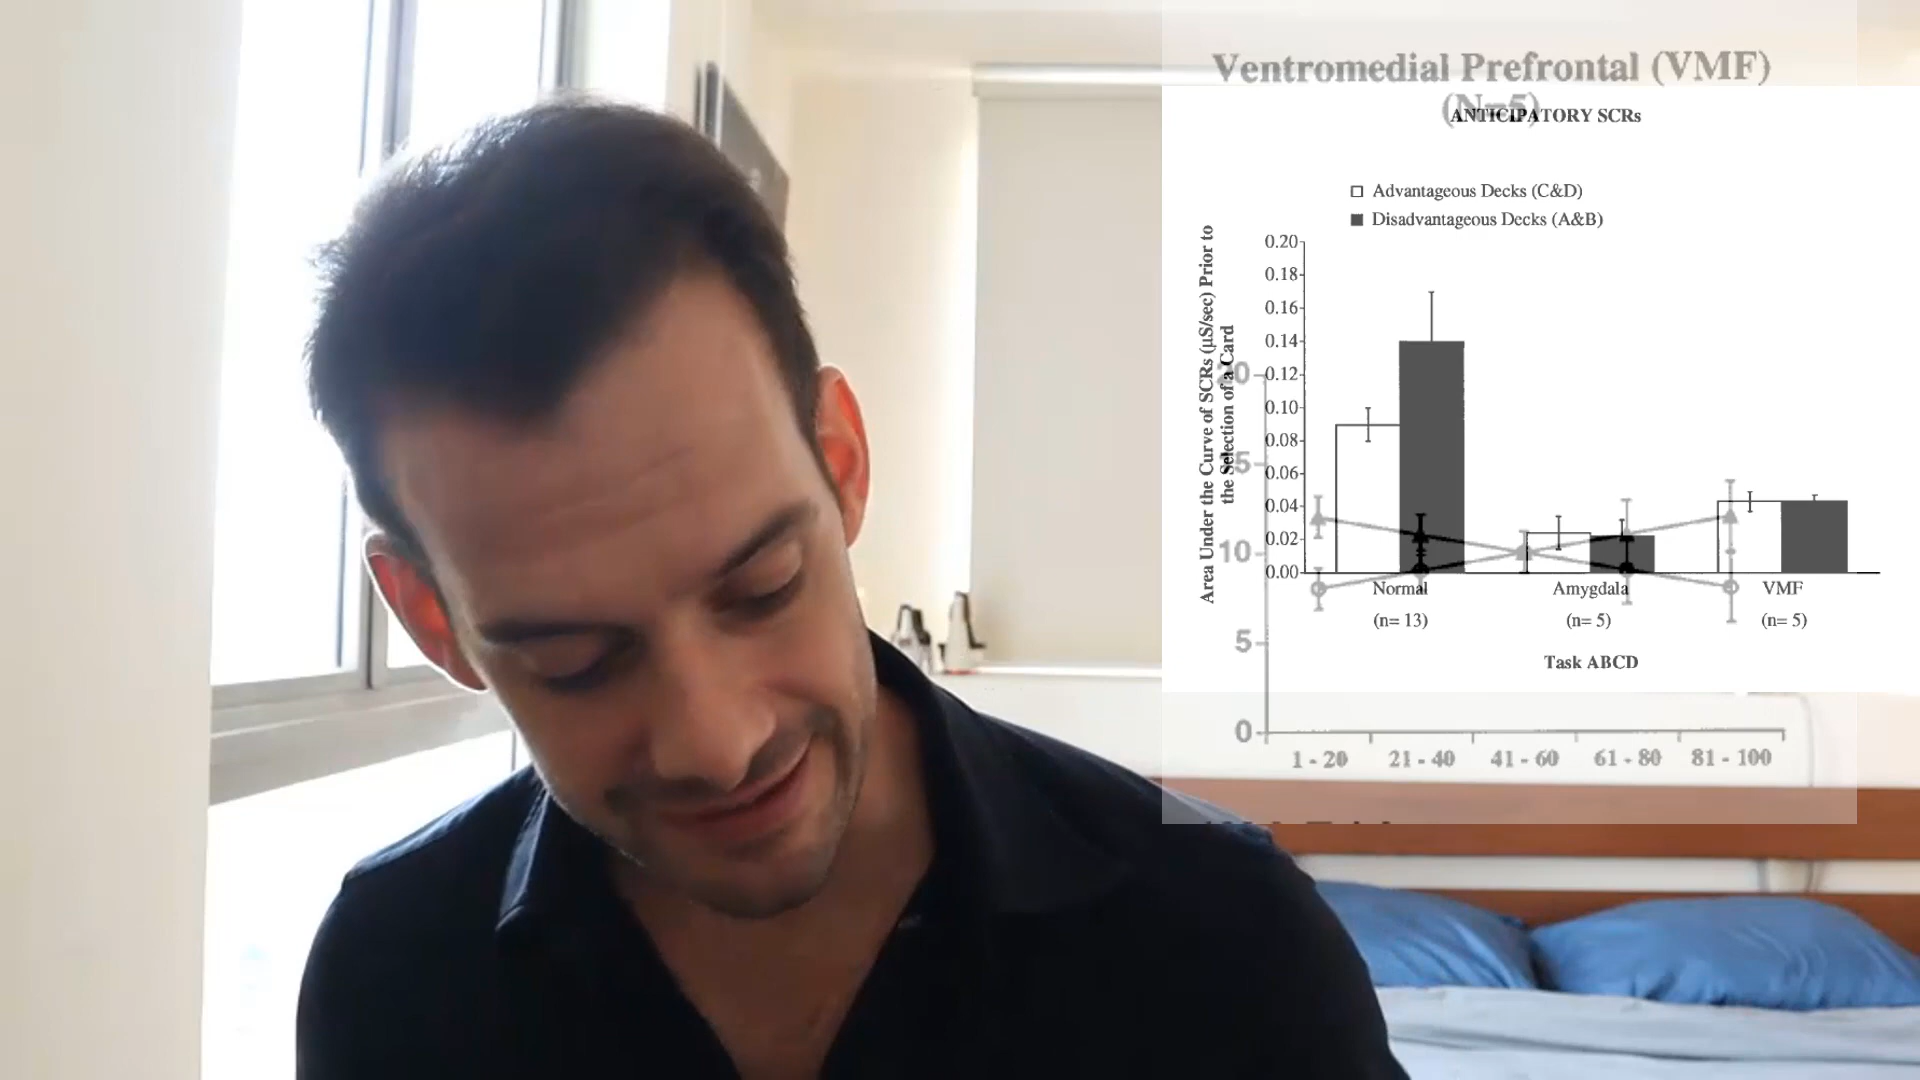 Ventromedial Prefrontal (VMF)
(N=5)
ANTICIPATORY SCRs
Advantageous Decks (C&D)
Disadvantageous Decks (A&B)
Area Under the Curve of SCRs (µS/sec) Prior to
the Selection of a Card
0.20
0.18
0.16
0.14
0.12
0.10
0.08
0.06
0.04
0.02
0.00
20
15
10
5
0
Normal Amygdala VMF
(n= 13) (n= 5) (n= 5)
Task ABCD
1 - 20 21 - 40 41 - 60 61 - 80 81 - 100